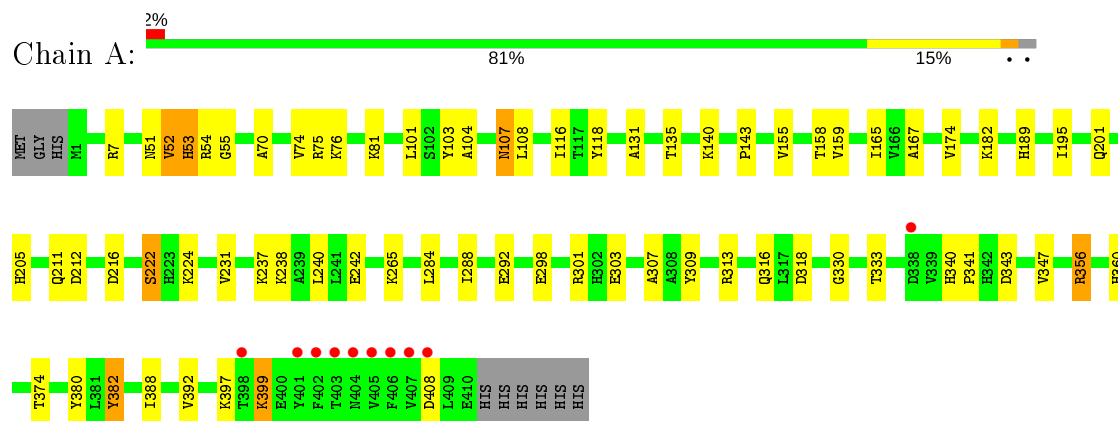 2%
Chain A:
81% 15% • •
MET GLY HIS M1 R7 N51 V52 H53 R54 G55 A70 V74 R75 K76 K81 L101 S102 Y103 A104 N107 L108 I116 T117 Y118 A131 T135 K140 P143 V155 T158 V159 I165 V166 A167 V174 K182 H189 I195 Q201
H205 Q211 D212 D216 S222 H223 K224 V231 K237 K238 A239 L240 L241 E242 K265 L284 I288 E292 E298 R301 H302 E303 A307 A308 Y309 R313 Q316 L317 D318 G330 T333 D338 V339 H340 P341 H342 D343 V347 R356 H360
T374 Y380 L381 Y382 I388 V392 K397 T398 K399 E400 Y401 F402 T403 N404 V405 F406 V407 D408 L409 E410 HIS HIS HIS HIS HIS HIS